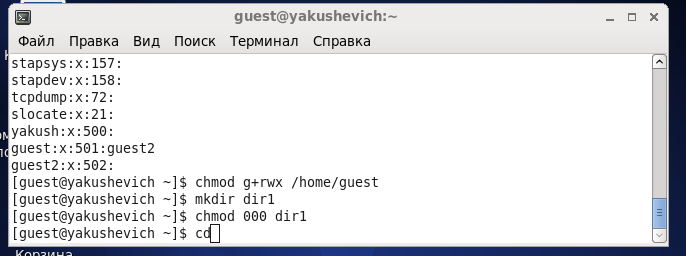 guest@yakushevich:~
Файл Правка Вид Поиск Терминал Справка
stapsys:x:157:
stapdev:x:158:
tcpdump:x:72:
slocate:x:21:
yakush:x:500:
guest:x:501:guest2
guest2:x:502:
[guest@yakushevich ~]$ chmod g+rwx /home/guest
[guest@yakushevich ~]$ mkdir dir1
[guest@yakushevich ~]$ chmod 000 dir1
[guest@yakushevich ~]$ cd
Корзина